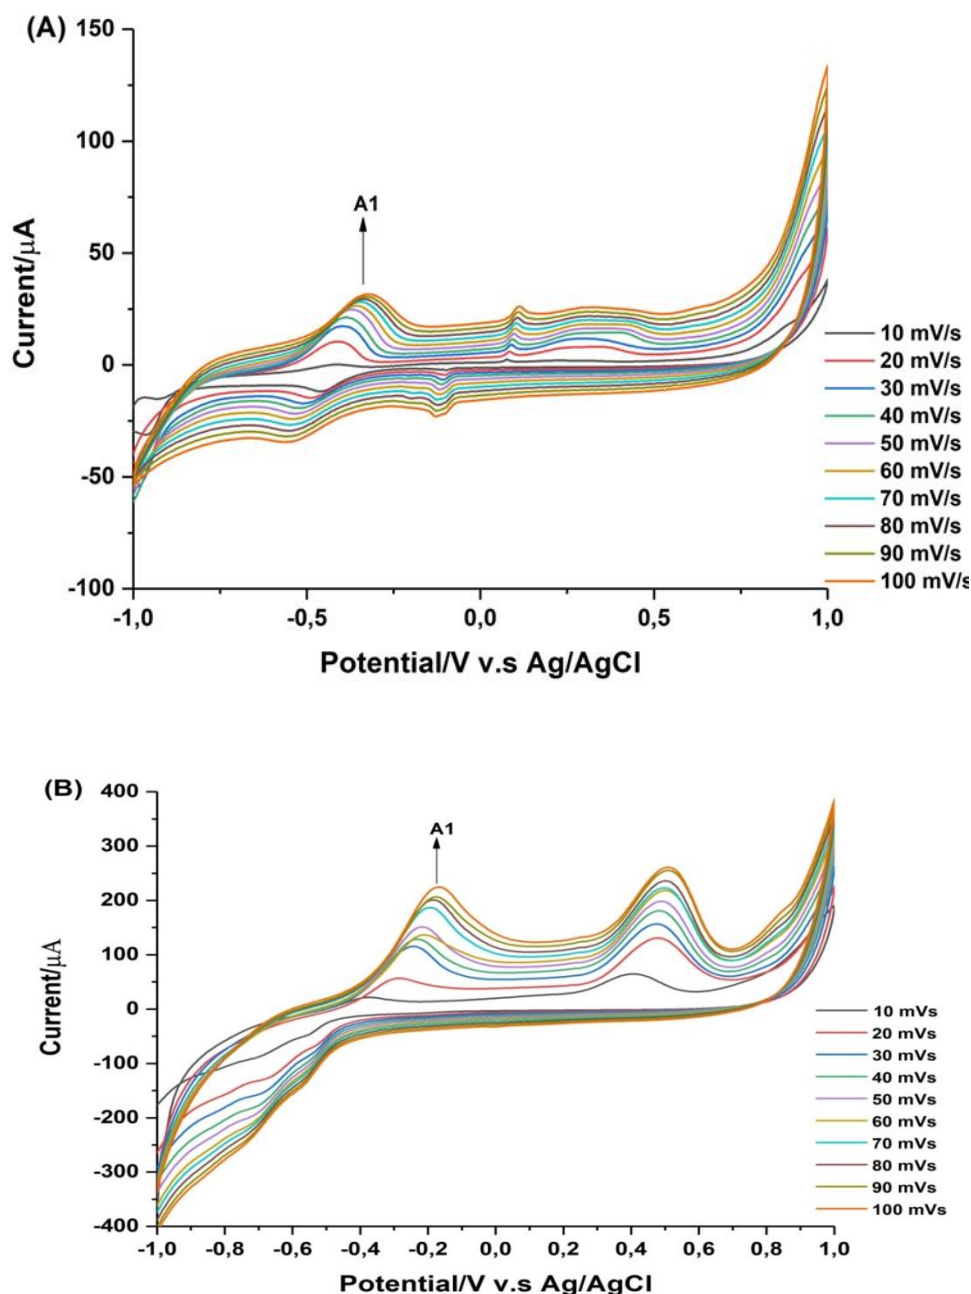 (A)
150
100
50
0
-50
-100
Current/µA
A1
10 mV/s
20 mV/s
30 mV/s
40 mV/s
50 mV/s
60 mV/s
70 mV/s
80 mV/s
90 mV/s
100 mV/s
-1,0 -0,5 0,0 0,5 1,0
Potential/V v.s Ag/AgCl
(B)
400
300
200
100
0
-100
-200
-300
-400
Current/µA
A1
10 mVs
20 mVs
30 mVs
40 mVs
50 mVs
60 mVs
70 mVs
80 mVs
90 mVs
100 mVs
-1,0 -0,8 -0,6 -0,4 -0,2 0,0 0,2 0,4 0,6 0,8 1,0
Potential/V v.s Ag/AgCl